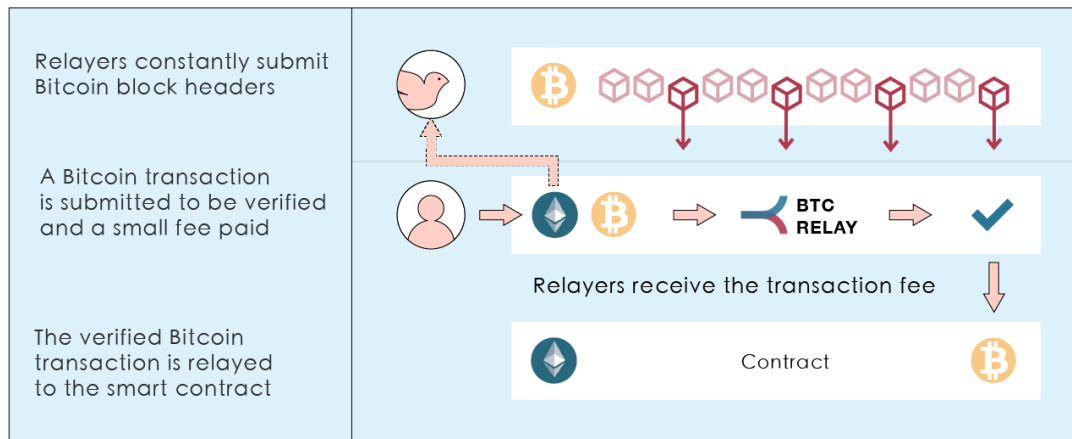 Relayers constantly submit
Bitcoin block headers
A Bitcoin transaction
is submitted to be verified
and a small fee paid
BTC
RELAY
Relayers receive the transaction fee
The verified Bitcoin
transaction is relayed
to the smart contract
Contract